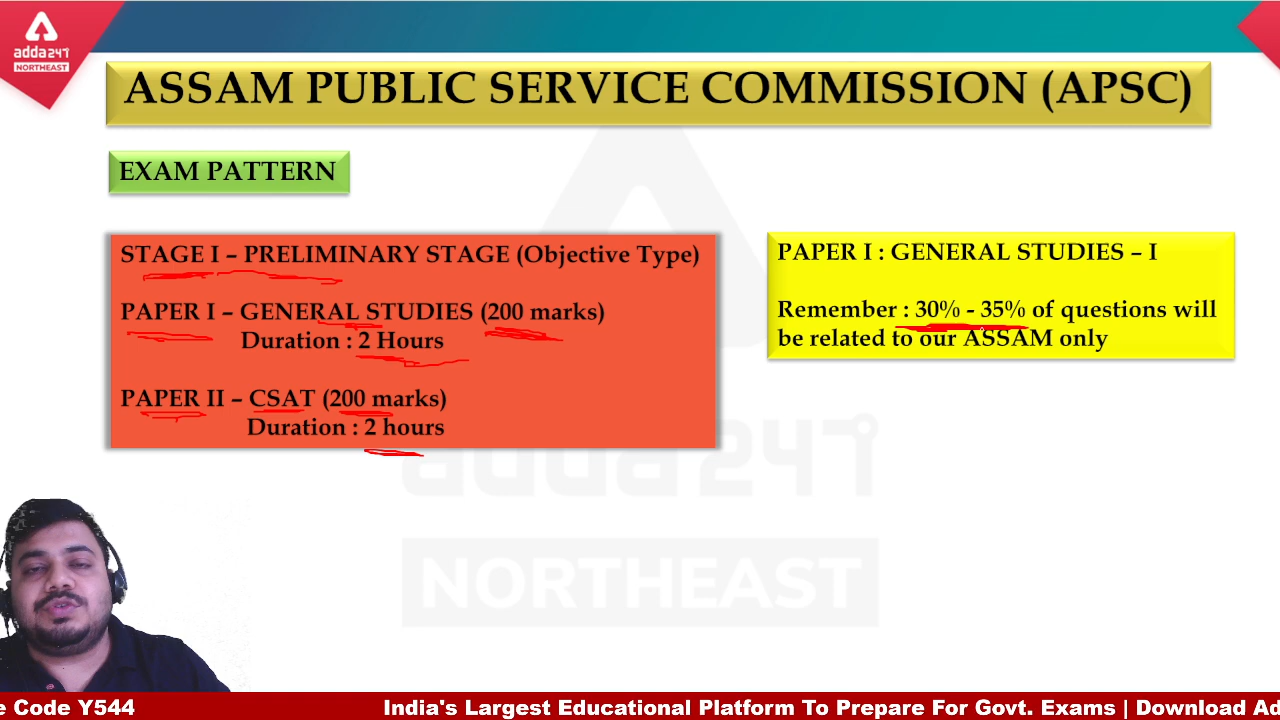 adda247
NORTHEAST
ASSAM PUBLIC SERVICE COMMISSION (APSC)
EXAM PATTERN
STAGE I – PRELIMINARY STAGE (Objective Type)
PAPER I – GENERAL STUDIES (200 marks)
Duration : 2 Hours
PAPER II – CSAT (200 marks)
Duration : 2 hours
PAPER I : GENERAL STUDIES – I
Remember : 30% - 35% of questions will
be related to our ASSAM only
adda247
NORTHEAST
e Code Y544 India's Largest Educational Platform To Prepare For Govt. Exams | Download Ad